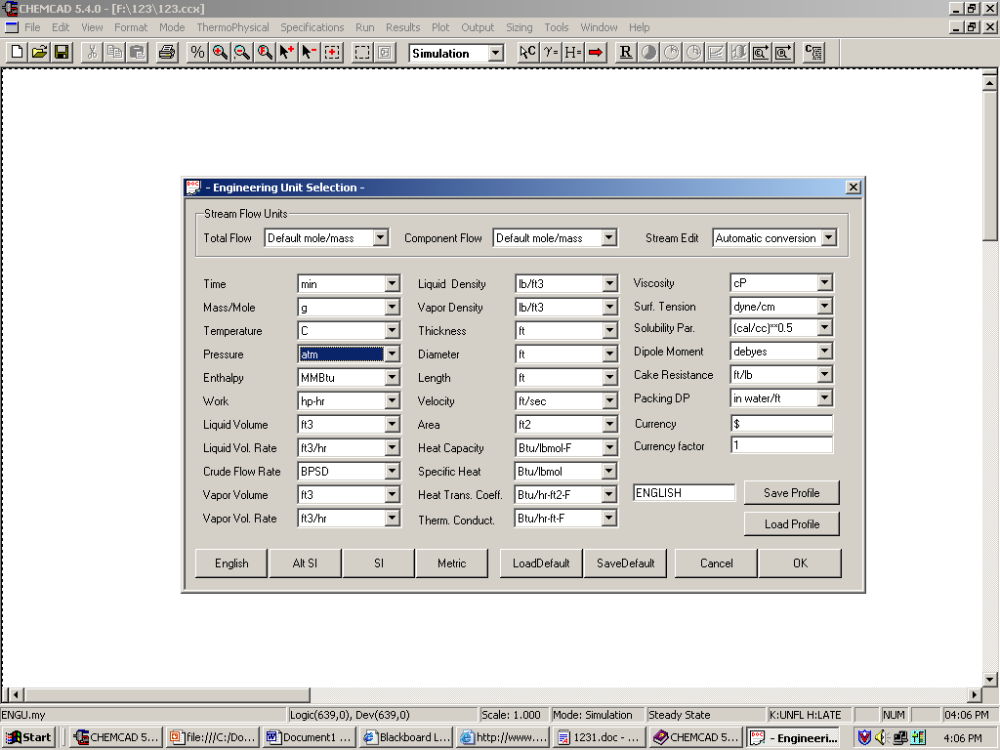 CHEMCAD 5.4.0 - [F:\123\123.ccx]
File Edit View Format Mode ThermoPhysical Specifications Run Results Plot Output Sizing Tools Window Help
% Simulation C γ= H= R
- Engineering Unit Selection -
Stream Flow Units
Total Flow Default mole/mass Component Flow Default mole/mass Stream Edit Automatic conversion
Time min Liquid Density lb/ft3 Viscosity cP
Mass/Mole g Vapor Density lb/ft3 Surf. Tension dyne/cm
Temperature C Thickness ft Solubility Par. (cal/cc)**0.5
Pressure atm Diameter ft Dipole Moment debyes
Enthalpy MMBtu Length ft Cake Resistance ft/lb
Work hp-hr Velocity ft/sec Packing DP in water/ft
Liquid Volume ft3 Area ft2 Currency $
Liquid Vol. Rate ft3/hr Heat Capacity Btu/lbmol-F Currency factor 1
Crude Flow Rate BPSD Specific Heat Btu/lbmol
Vapor Volume ft3 Heat Trans. Coeff. Btu/hr-ft2-F ENGLISH Save Profile
Vapor Vol. Rate ft3/hr Therm. Conduct. Btu/hr-ft-F Load Profile
English Alt SI SI Metric LoadDefault SaveDefault Cancel OK
ENGU.my Logic(639,0), Dev(639,0) Scale: 1.000 Mode: Simulation Steady State K:UNFL H:LATE NUM 04:06 PM
Start CHEMCAD 5... file:///C:/Do... Document1 ... Blackboard L... http://www.... 1231.doc - ... CHEMCAD 5... - Engineeri... 4:06 PM